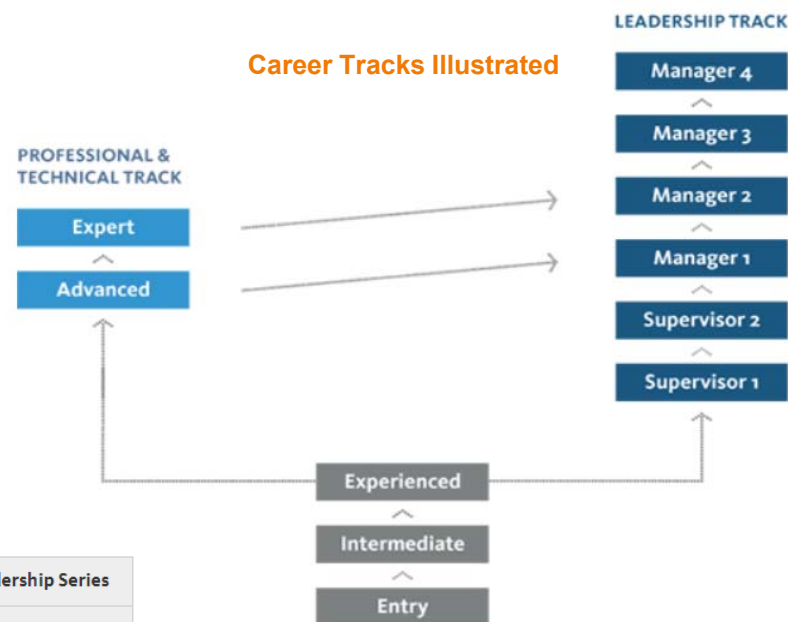 LEADERSHIP TRACK
Career Tracks Illustrated
Manager 4
Manager 3
PROFESSIONAL &
TECHNICAL TRACK
Manager 2
Expert
Manager 1
Advanced
Supervisor 2
Supervisor 1
Experienced
Intermediate
Series
Entry